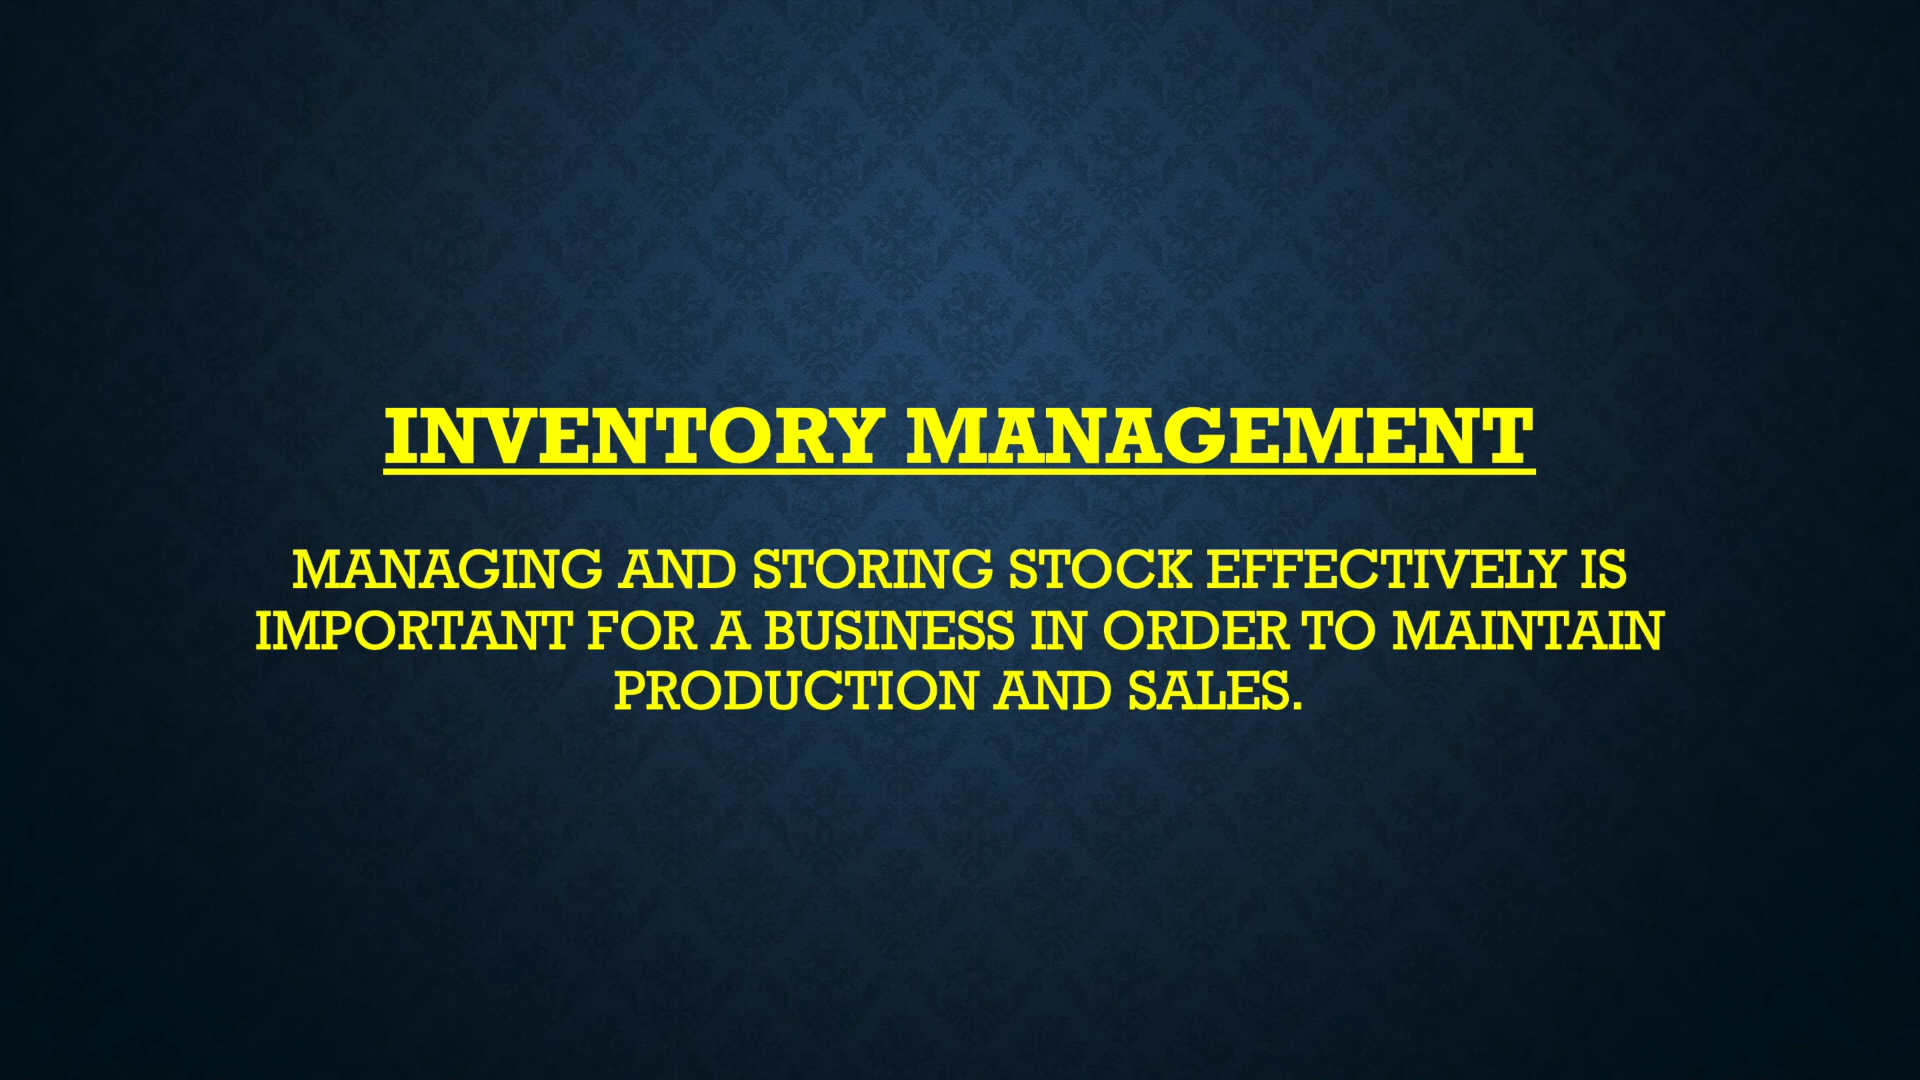 INVENTORY MANAGEMENT
MANAGING AND STORING STOCK EFFECTIVELY IS
IMPORTANT FOR A BUSINESS IN ORDER TO MAINTAIN
PRODUCTION AND SALES.